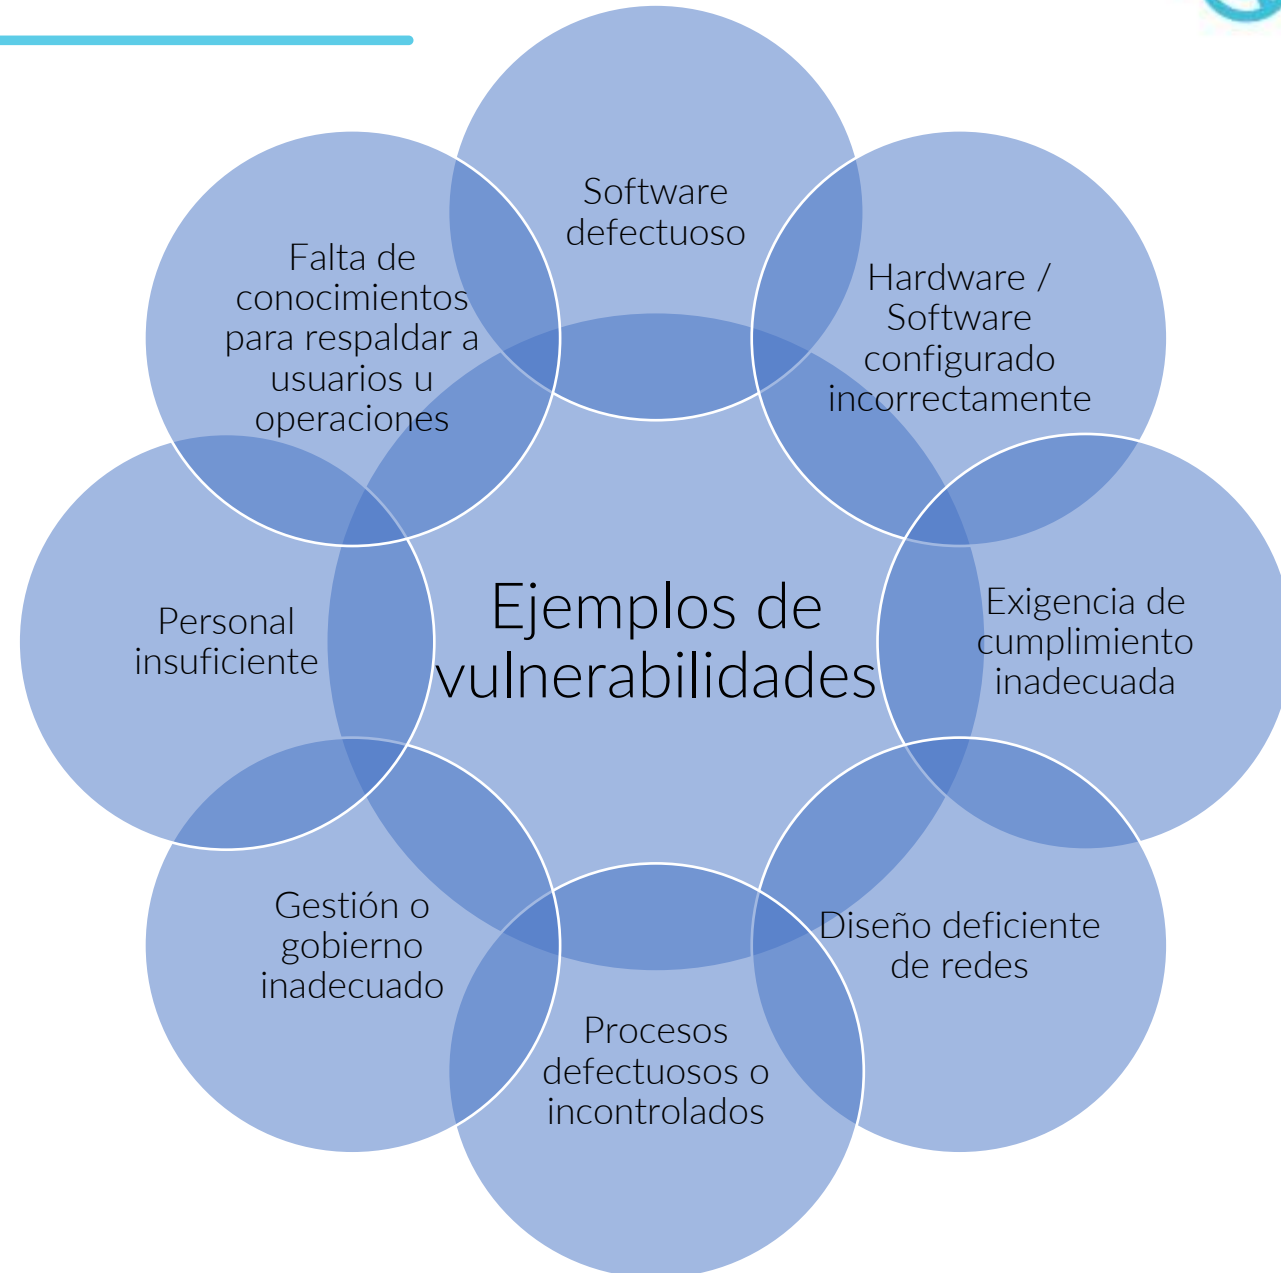 Software
defectuoso
Hardware /
Software
configurado
incorrectamente
Exigencia de
cumplimiento
inadecuada
Diseño deficiente
de redes
Procesos
defectuosos o
incontrolados
Gestión o
gobierno
inadecuado
Personal
insuficiente
Falta de
conocimientos
para respaldar a
usuarios u
operaciones
Ejemplos de
vulnerabilidades